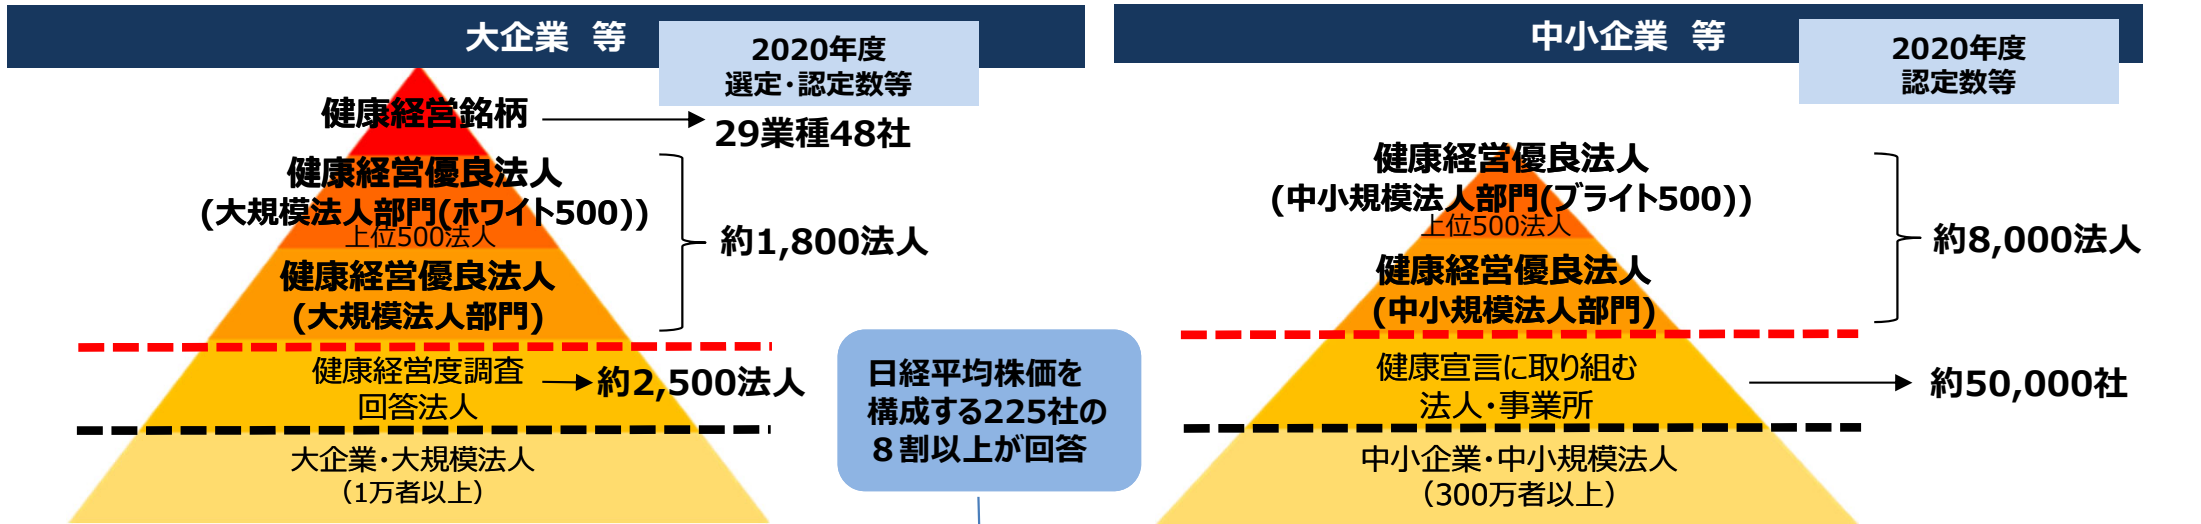 大企業 等
2020年度
選定・認定数等
健康経営銘柄
29業種48社
健康経営優良法人
(大規模法人部門(ホワイト500))
上位500法人
約1,800法人
健康経営優良法人
(大規模法人部門)
健康経営度調査
回答法人
約2,500法人
大企業・大規模法人
(1万者以上)
日経平均株価を
構成する225社の
８割以上が回答
中小企業 等
2020年度
認定数等
健康経営優良法人
(中小規模法人部門(ブライト500))
上位500法人
約8,000法人
健康経営優良法人
(中小規模法人部門)
健康宣言に取り組む
法人・事業所
約50,000社
中小企業・中小規模法人
(300万者以上)